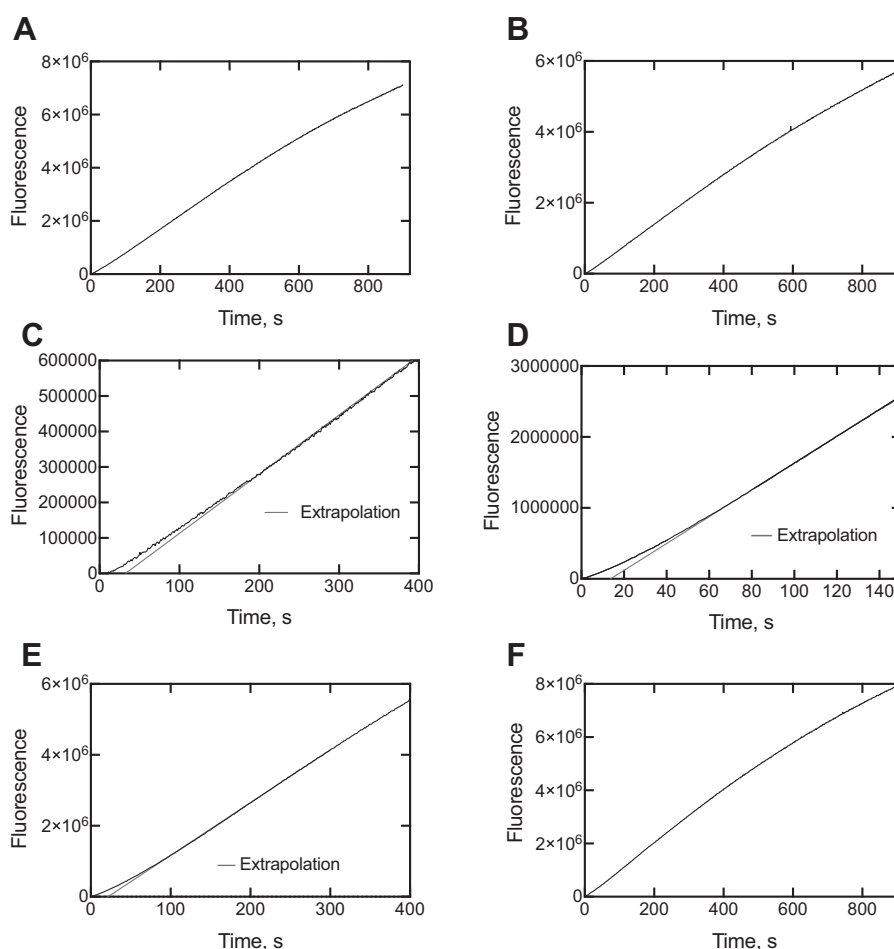 A
Fluorescence
8×10⁶
6×10⁶
4×10⁶
2×10⁶
0
0 200 400 600 800
Time, s
B
Fluorescence
6×10⁶
4×10⁶
2×10⁶
0
0 200 400 600 800
Time, s
C
Fluorescence
600000
500000
400000
300000
200000
100000
0
Extrapolation
0 100 200 300 400
Time, s
D
Fluorescence
3000000
2000000
1000000
0
Extrapolation
0 20 40 60 80 100 120 140
Time, s
E
Fluorescence
6×10⁶
4×10⁶
2×10⁶
0
Extrapolation
0 100 200 300 400
Time, s
F
Fluorescence
8×10⁶
6×10⁶
4×10⁶
2×10⁶
0
0 200 400 600 800
Time, s